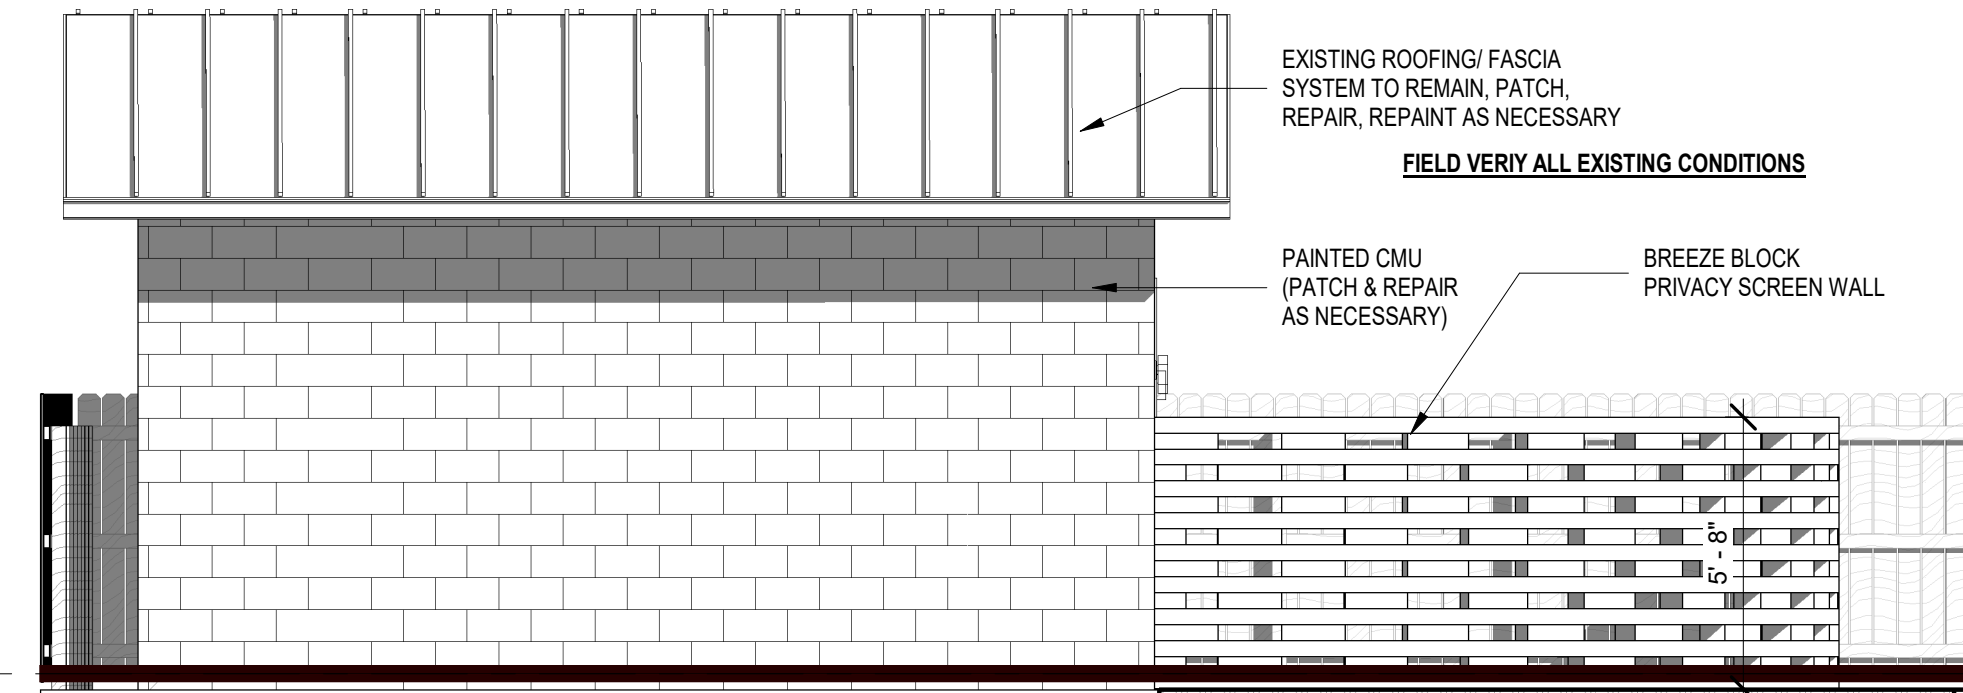 EXISTING ROOFING/ FASCIA
SYSTEM TO REMAIN, PATCH,
REPAIR, REPAINT AS NECESSARY
FIELD VERIY ALL EXISTING CONDITIONS
PAINTED CMU
(PATCH & REPAIR
AS NECESSARY)
BREEZE BLOCK
PRIVACY SCREEN WALL
5' - 8"